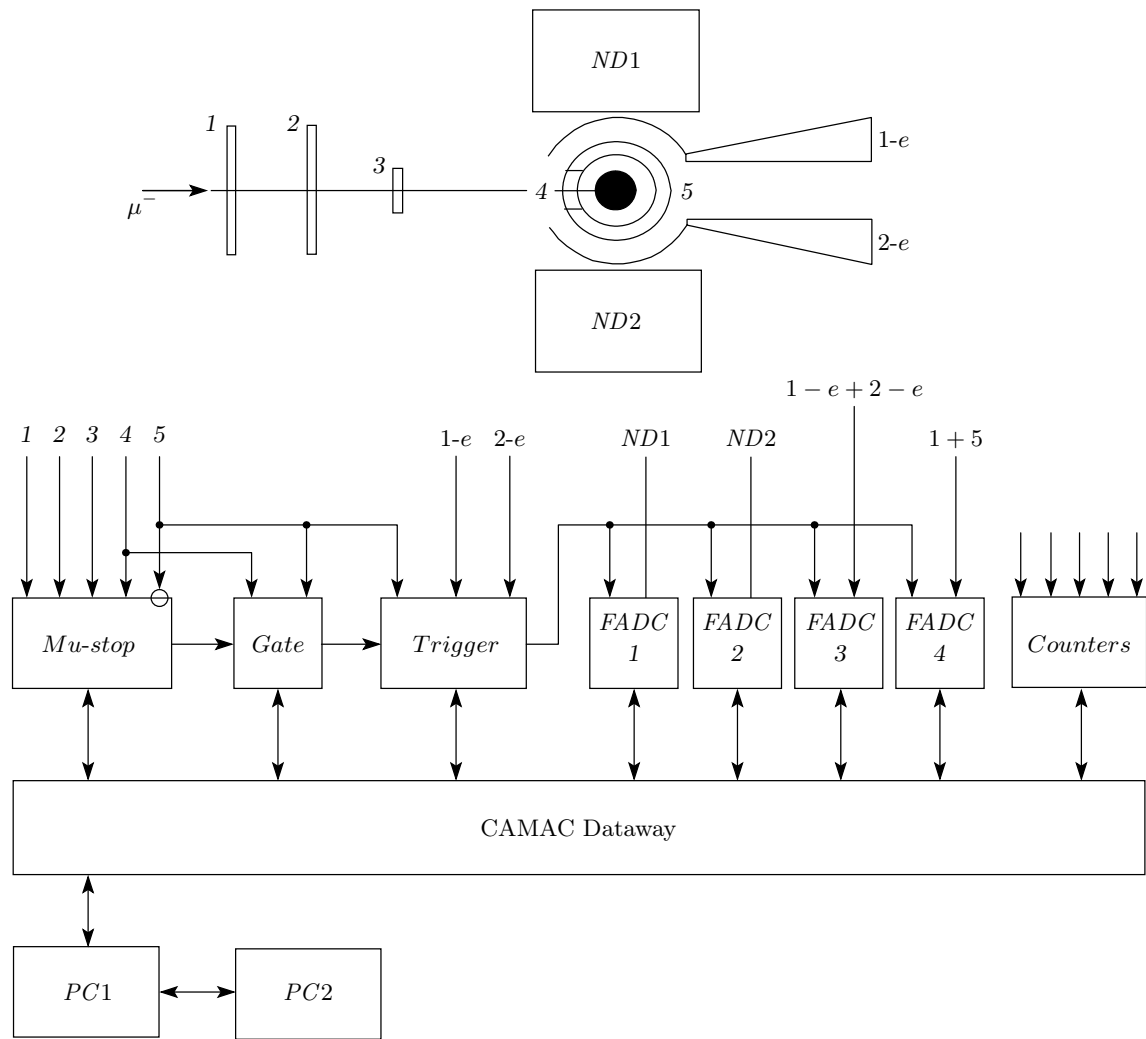 ND1
1
2
1-e
3
4
5
μ⁻
2-e
ND2
1 − e + 2 − e
1
2
3
4
5
1-e
2-e
ND1
ND2
1 + 5
Mu-stop
Gate
Trigger
FADC
1
FADC
2
FADC
3
FADC
4
Counters
CAMAC Dataway
PC1
PC2